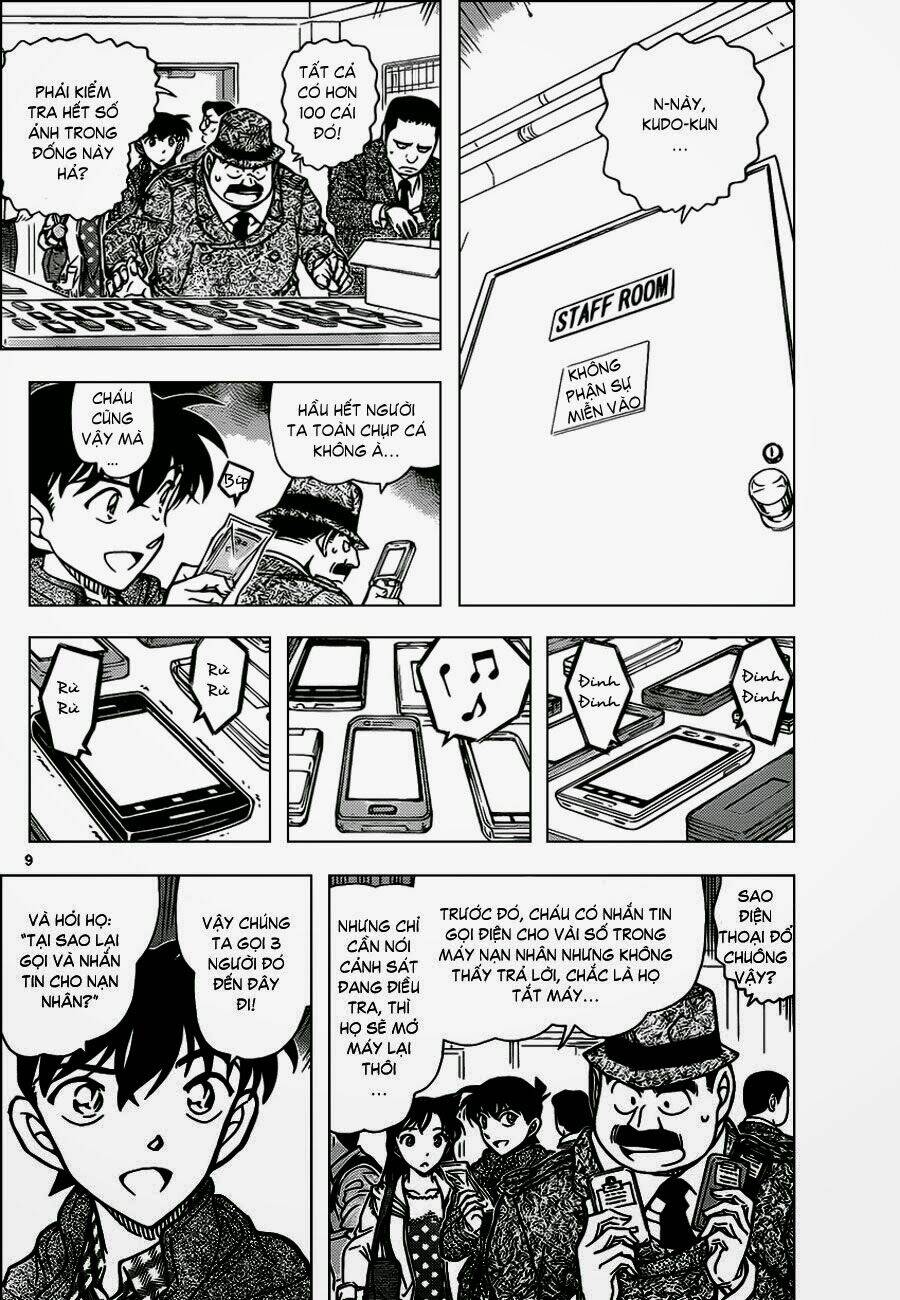 N-NÀY,
KUDO-KUN
...
STAFF ROOM
KHÔNG
PHẬN SỰ
MIỄN VÀO
TẤT CẢ
CÓ HƠN
100 CÁI
ĐÓ!
PHẢI KIỂM
TRA HẾT SỐ
ẢNH TRONG
ĐỐNG NÀY
HẢ?
HẦU HẾT NGƯỜI
TA TOÀN CHỤP CÁ
KHÔNG À...
Bíp
CHÁU
CŨNG
VẬY MÀ
...
Đinh
Đinh
Đinh
Đinh
Rừ
Rừ
Rừ
Rừ
9
SAO
ĐIỆN
THOẠI ĐỔ
CHUÔNG
VẬY?
TRƯỚC ĐÓ, CHÁU CÓ NHẮN TIN
GỌI ĐIỆN CHO VÀI SỐ TRONG
MÁY NẠN NHÂN NHƯNG KHÔNG
THẤY TRẢ LỜI, CHẮC LÀ HỌ
TẮT MÁY...
NHƯNG CHỈ
CẦN NÓI
CẢNH SÁT
ĐANG ĐIỀU
TRA, THÌ
HỌ SẼ MỞ
MÁY LẠI
THÔI
...
VẬY CHÚNG
TA GỌI 3
NGƯỜI ĐÓ
ĐẾN ĐÂY
ĐI!
VÀ HỎI HỌ:
"TẠI SAO LẠI
GỌI VÀ NHẮN
TIN CHO NẠN
NHÂN?"